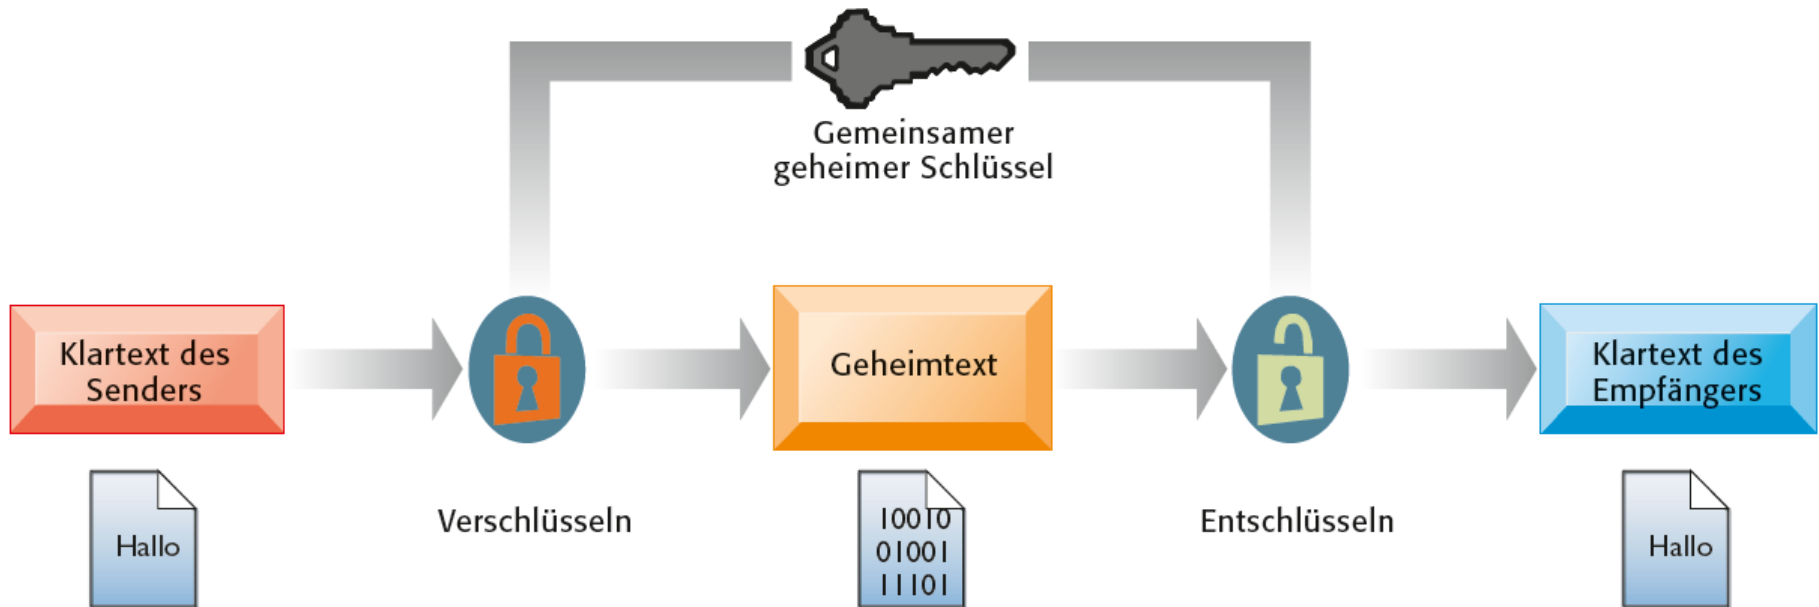 Gemeinsamer
geheimer Schlüssel
Klartext des
Senders
Geheimtext
Klartext des
Empfängers
Hallo
Verschlüsseln
10010
01001
11101
Entschlüsseln
Hallo